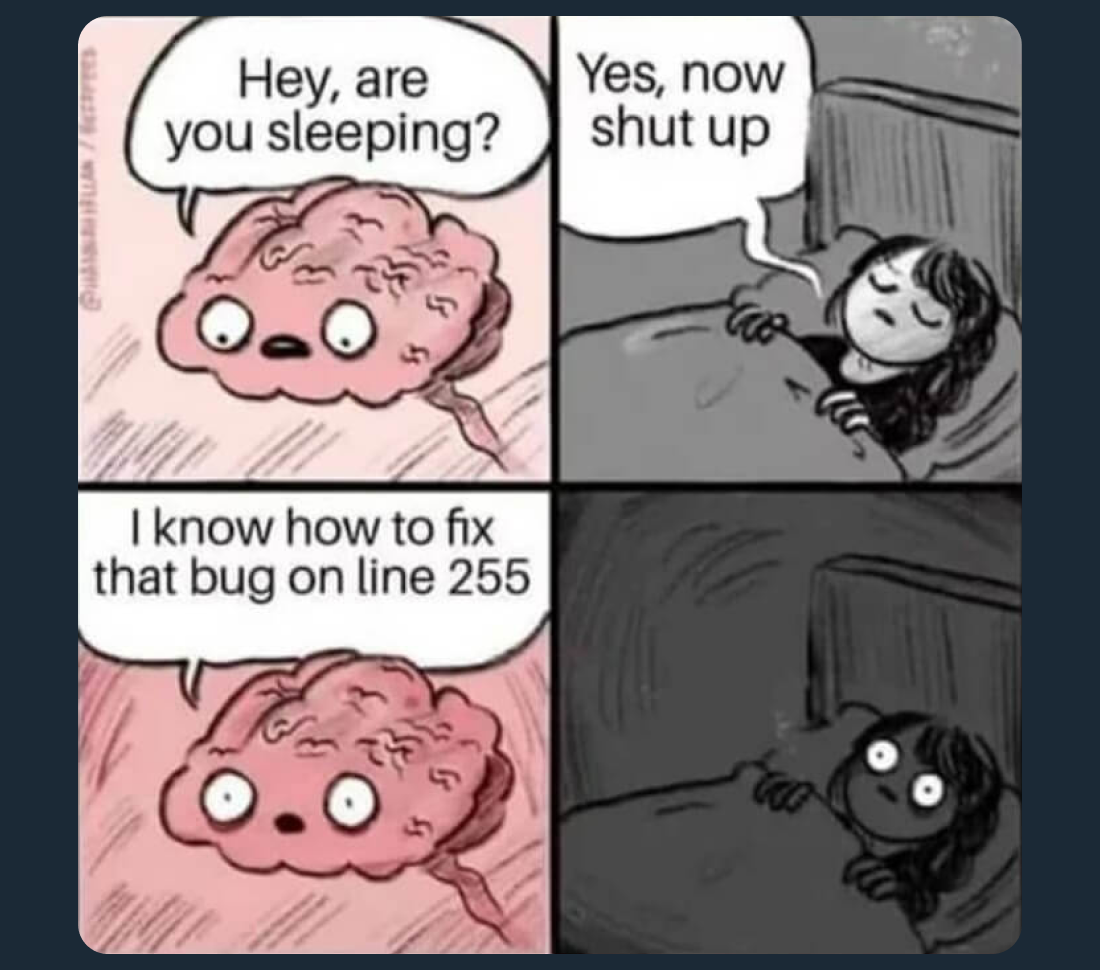 Hey, are
you sleeping?
Yes, now
shut up
I know how to fix
that bug on line 255